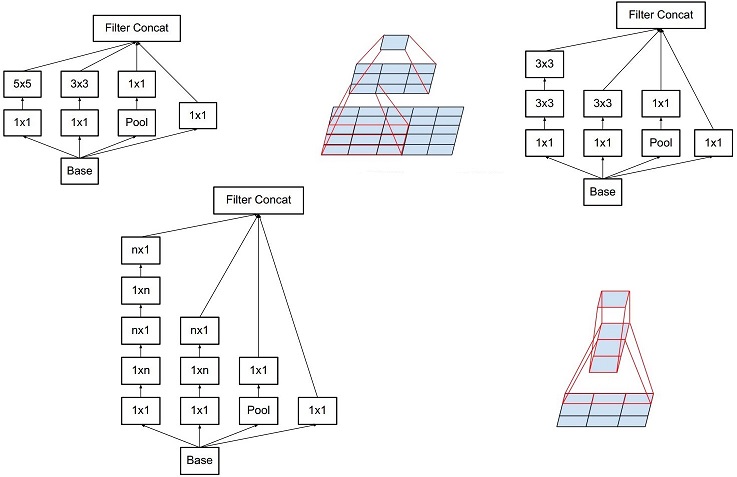 Filter Concat
5x5
3x3
1x1
1x1
1x1
Pool
1x1
Base
Filter Concat
3x3
3x3
3x3
1x1
1x1
1x1
Pool
1x1
Base
Filter Concat
nx1
1xn
nx1
nx1
1xn
1xn
1x1
1x1
1x1
Pool
1x1
Base